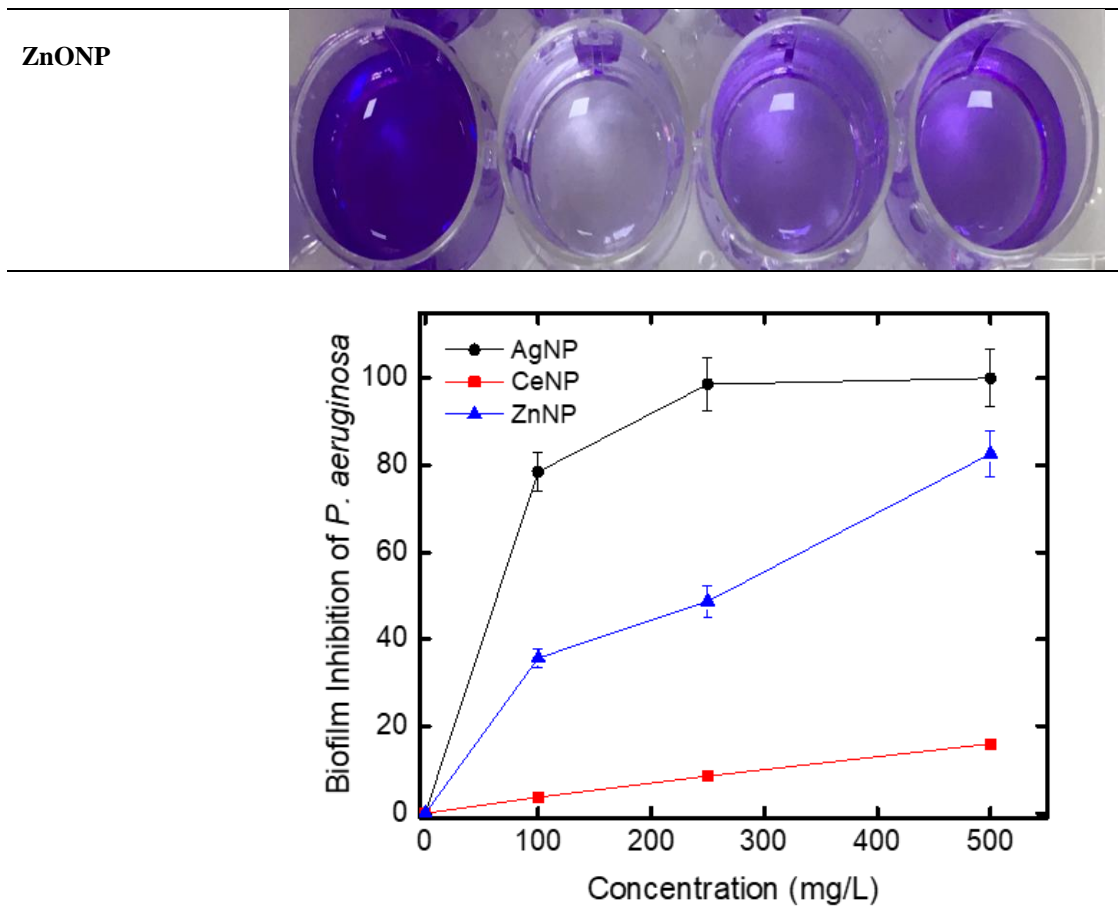 ZnONP
AgNP
CeNP
ZnNP
Biofilm Inhibition of P. aeruginosa
100
80
60
40
20
0
0 100 200 300 400 500
Concentration (mg/L)